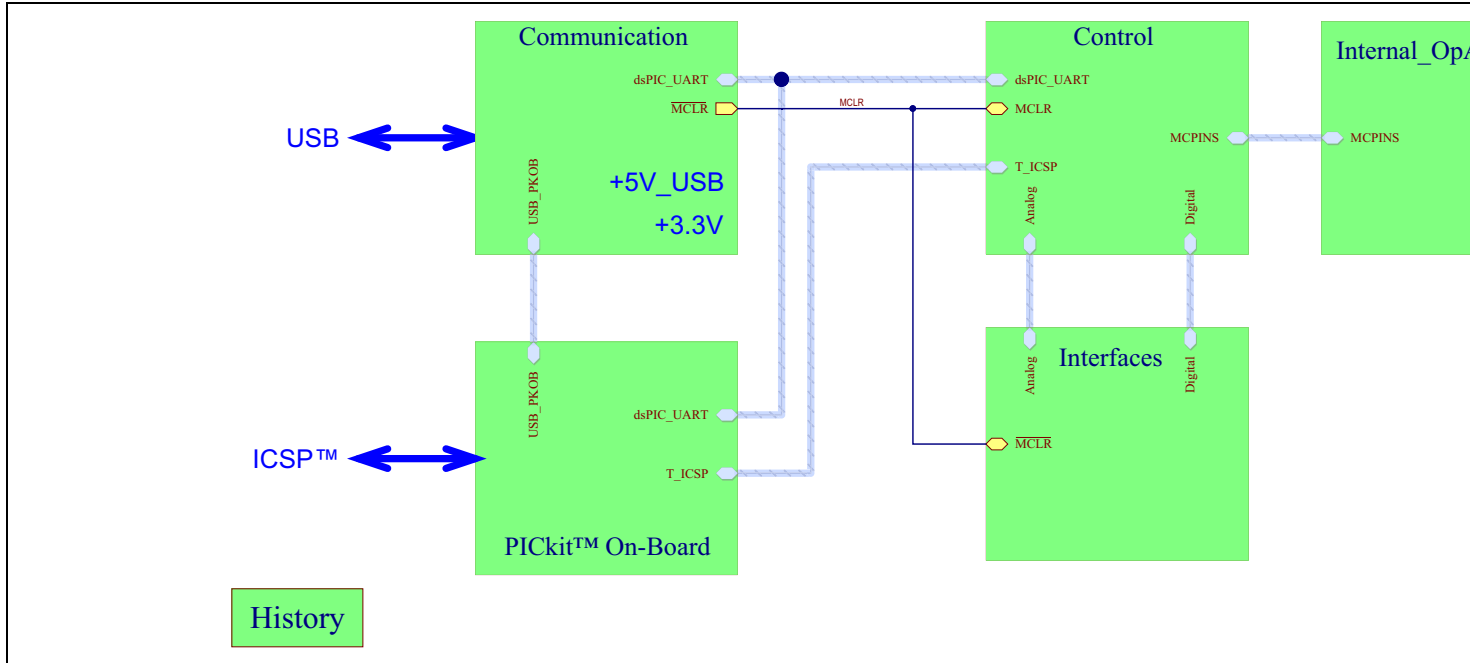 Communication
dsPIC_UART
MCLR
USB
USB_PKOB
+5V_USB
+3.3V
MCLR
Control
dsPIC_UART
MCLR
T_ICSP
MCPINS
Analog
Digital
Internal_OpA
MCPINS
USB_PKOB
dsPIC_UART
T_ICSP
ICSP™
PICkit™ On-Board
Interfaces
Analog
Digital
MCLR
History